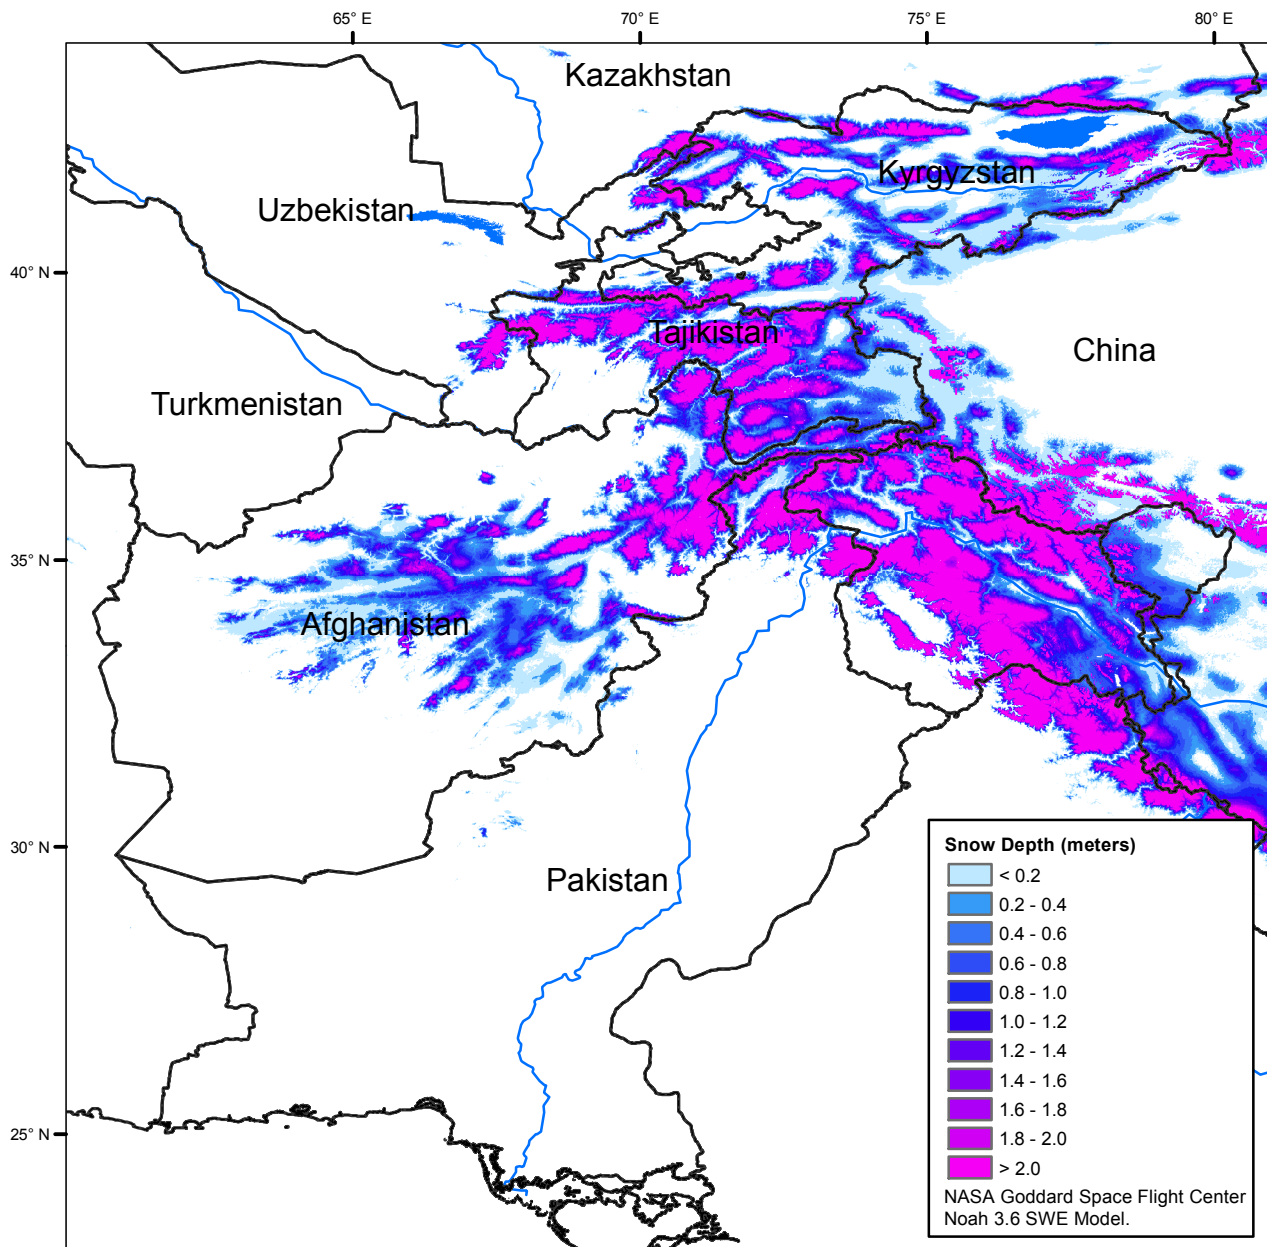 65° E
70° E
75° E
80° E
Kazakhstan
Kyrgyzstan
Uzbekistan
40° N
Tajikistan
China
Turkmenistan
35° N
Afghanistan
30° N
Pakistan
25° N
Snow Depth (meters)
< 0.2
0.2 - 0.4
0.4 - 0.6
0.6 - 0.8
0.8 - 1.0
1.0 - 1.2
1.2 - 1.4
1.4 - 1.6
1.6 - 1.8
1.8 - 2.0
> 2.0
NASA Goddard Space Flight Center
Noah 3.6 SWE Model.